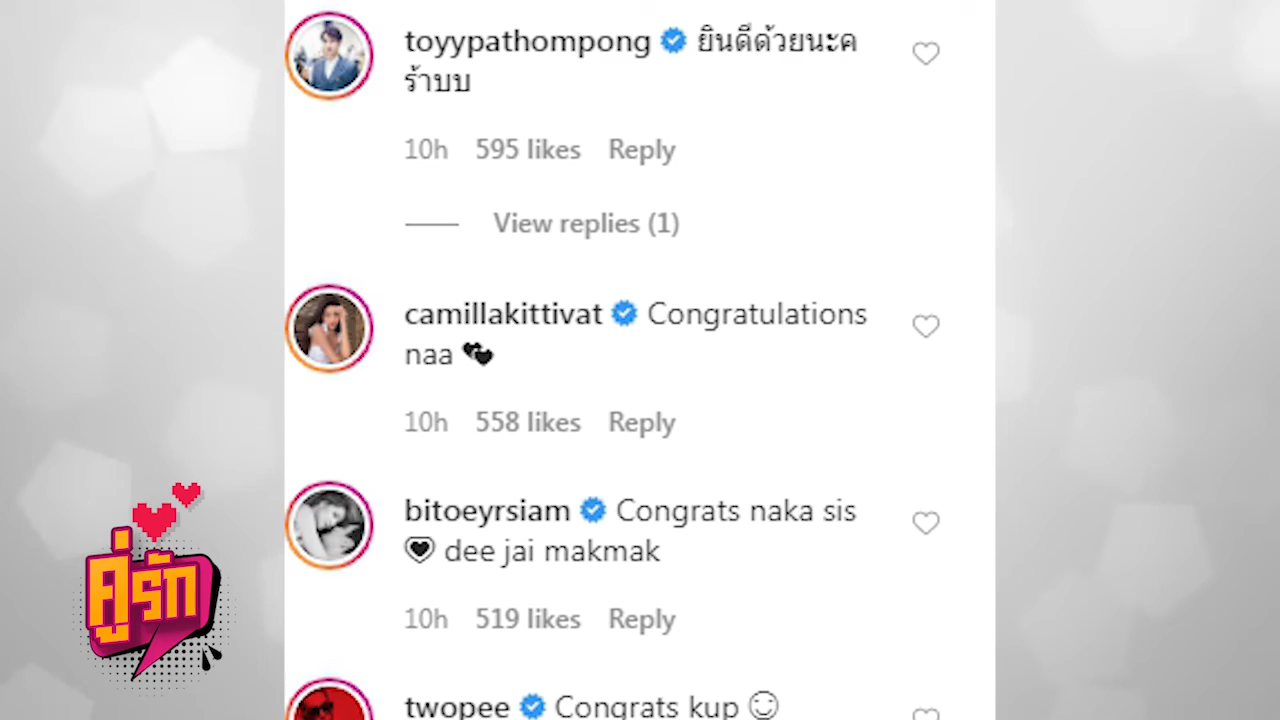 toyypathompong ยินดีด้วยนะค
ร้าบบ
10h 595 likes Reply
View replies (1)
camillakittivat Congratulations
naa 🖤
10h 558 likes Reply
bitoeyrsiam Congrats naka sis
🖤 dee jai makmak
10h 519 likes Reply
คู่รัก
twopee Congrats kup ☺